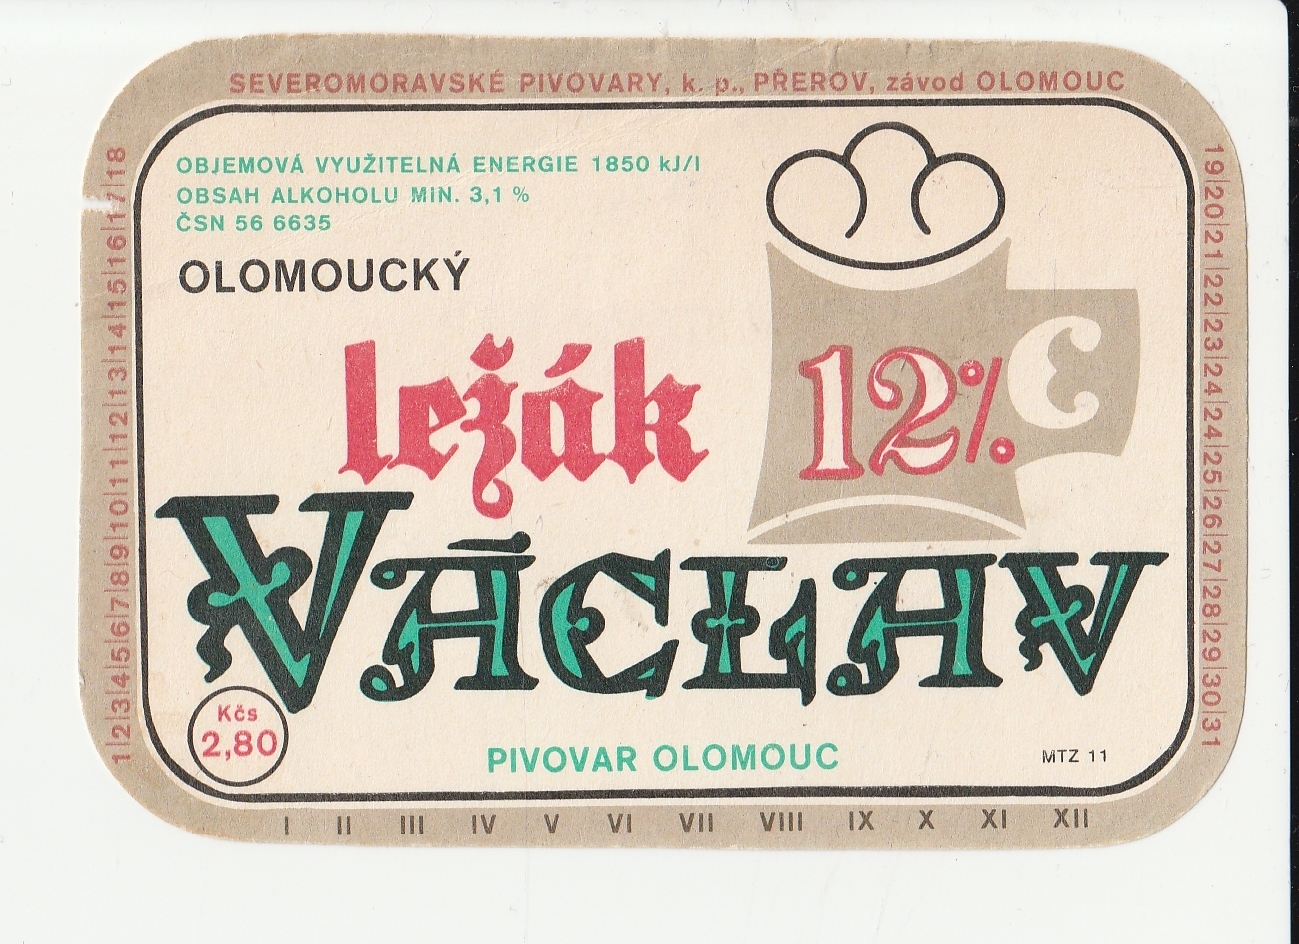 SEVEROMORAVSKÉ PIVOVARY, k. p., PŘEROV, závod OLOMOUC
OBJEMOVÁ VYUŽITELNÁ ENERGIE 1850 kJ/l
OBSAH ALKOHOLU MIN. 3,1 %
ČSN 56 6635
OLOMOUCKÝ
ležák 12%
VÁCLAV
Kčs
2,80
PIVOVAR OLOMOUC
MTZ 11
1|2|3|4|5|6|7|8|9|10|11|12|13|14|15|16|17|18
19|20|21|22|23|24|24|25|26|27|28|29|30|31
I II III IV V VI VII VIII IX X XI XII